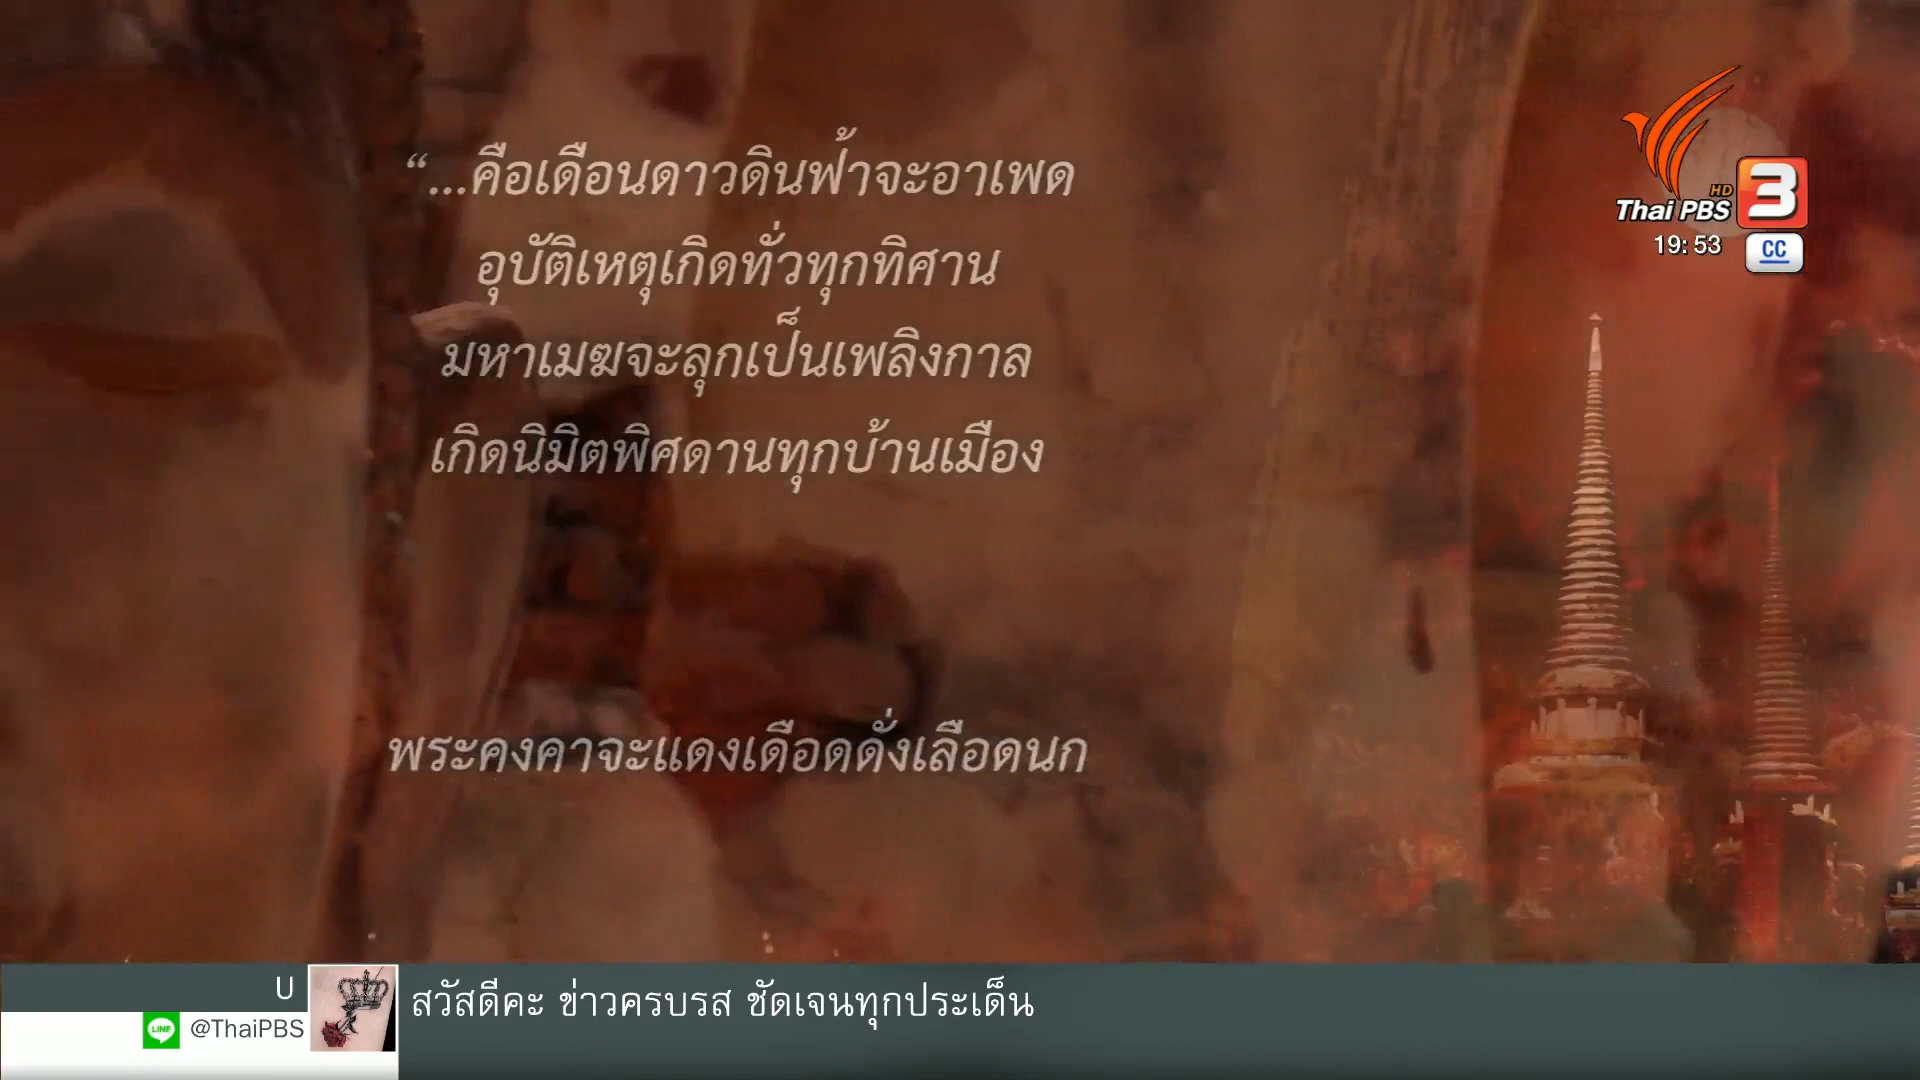 “...คือเดือนดาวดินฟ้าจะอาเพด
อุบัติเหตุเกิดทั่วทุกทิศาน
มหาเมฆจะลุกเป็นเพลิงกาล
เกิดนิมิตพิศดานทุกบ้านเมือง
พระคงคาจะแดงเดือดดั่งเลือดนก
HD
Thai PBS 3
19:53
CC
U
LINE @ThaiPBS
สวัสดีคะ ข่าวครบรส ชัดเจนทุกประเด็น